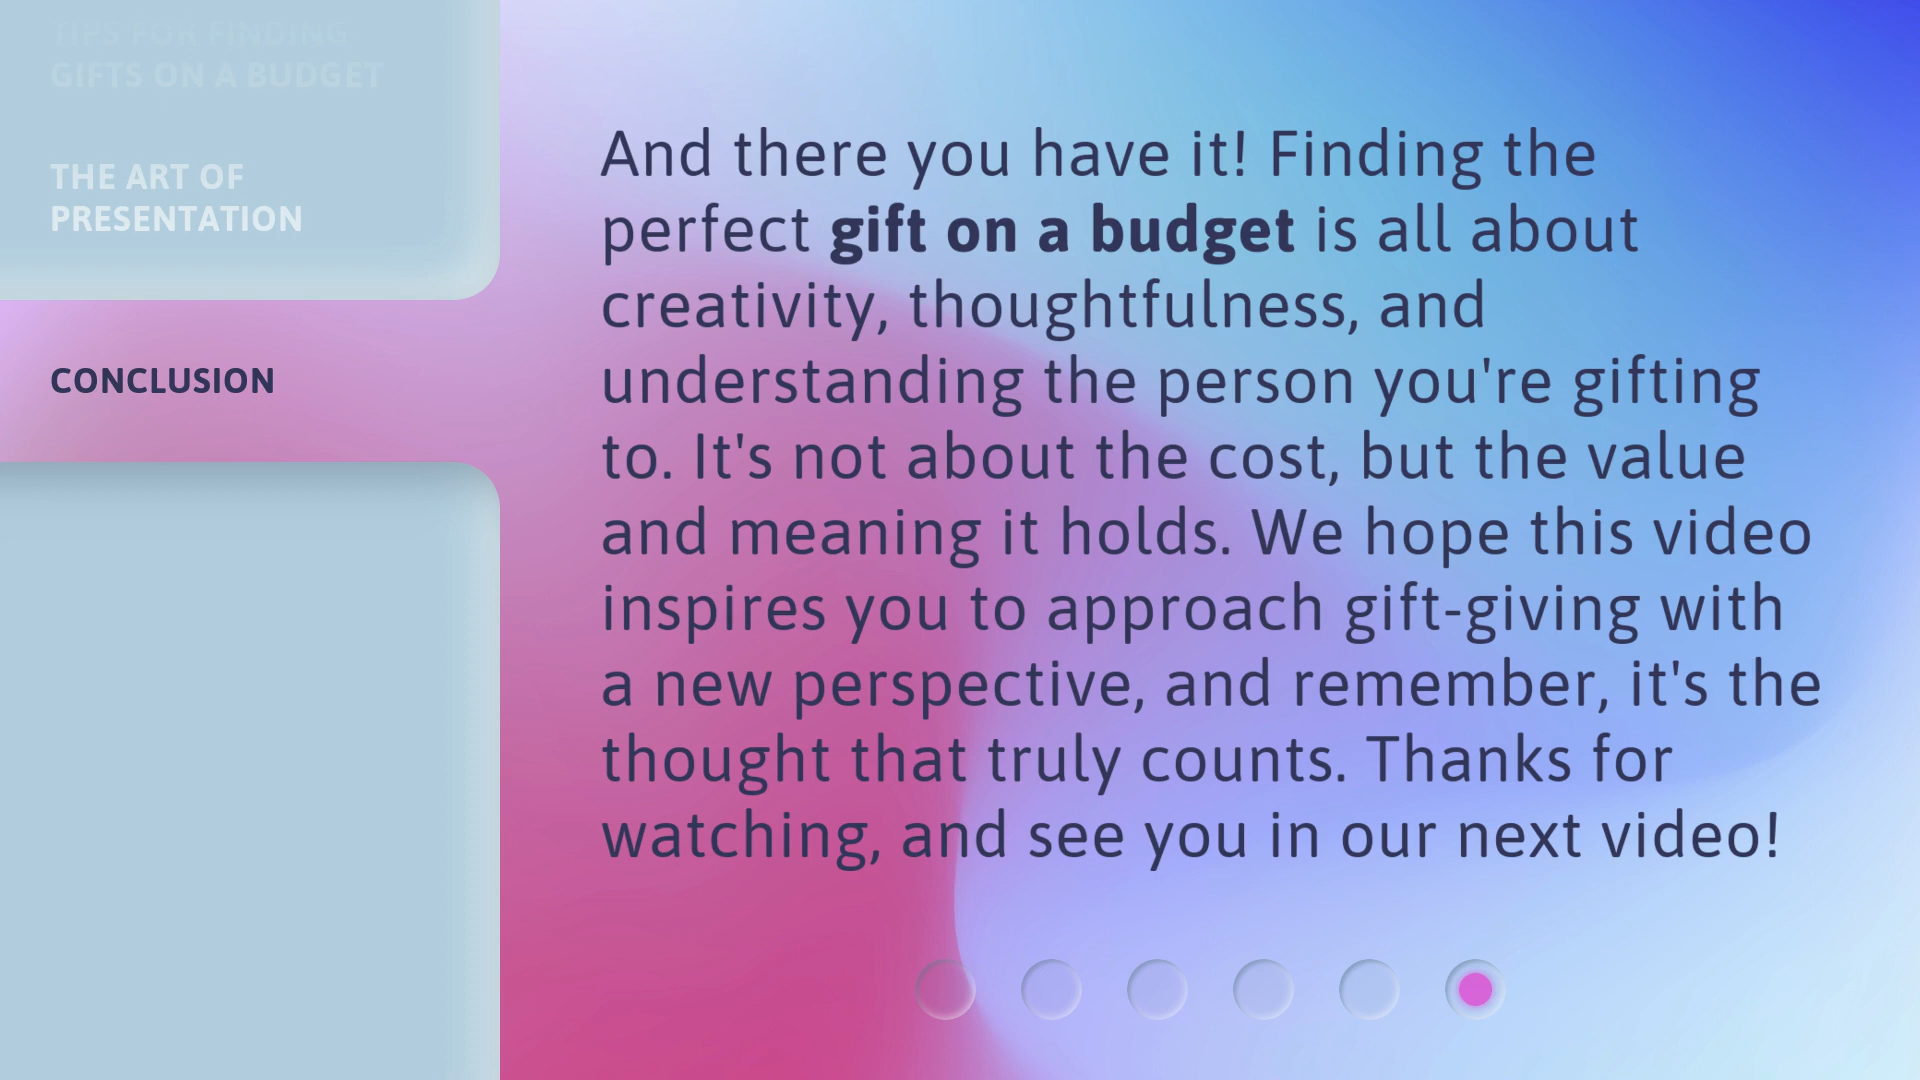 TIPS FOR FINDING
GIFTS ON A BUDGET
THE ART OF
PRESENTATION
CONCLUSION
And there you have it! Finding the
perfect gift on a budget is all about
creativity, thoughtfulness, and
understanding the person you're gifting
to. It's not about the cost, but the value
and meaning it holds. We hope this video
inspires you to approach gift-giving with
a new perspective, and remember, it's the
thought that truly counts. Thanks for
watching, and see you in our next video!